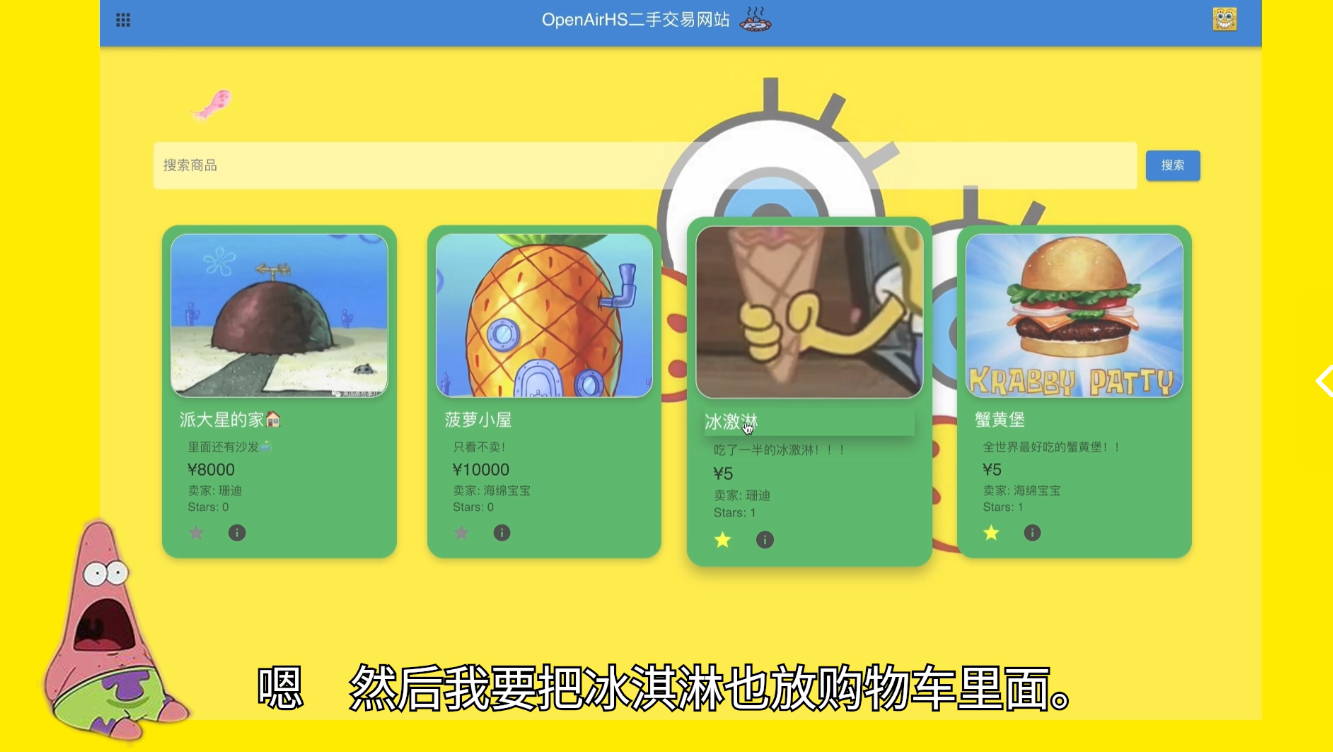 OpenAirHS二手交易网站
搜索商品
搜索
派大星的家
里面还有沙发
¥8000
卖家: 珊迪
Stars: 0
菠萝小屋
只看不卖!
¥10000
卖家: 海绵宝宝
Stars: 0
冰激淋
吃了一半的冰激淋！！！
¥5
卖家: 珊迪
Stars: 1
KRABBY PATTY
蟹黄堡
全世界最好吃的蟹黄堡！！
¥5
卖家: 海绵宝宝
Stars: 1
嗯 然后我要把冰淇淋也放购物车里面。